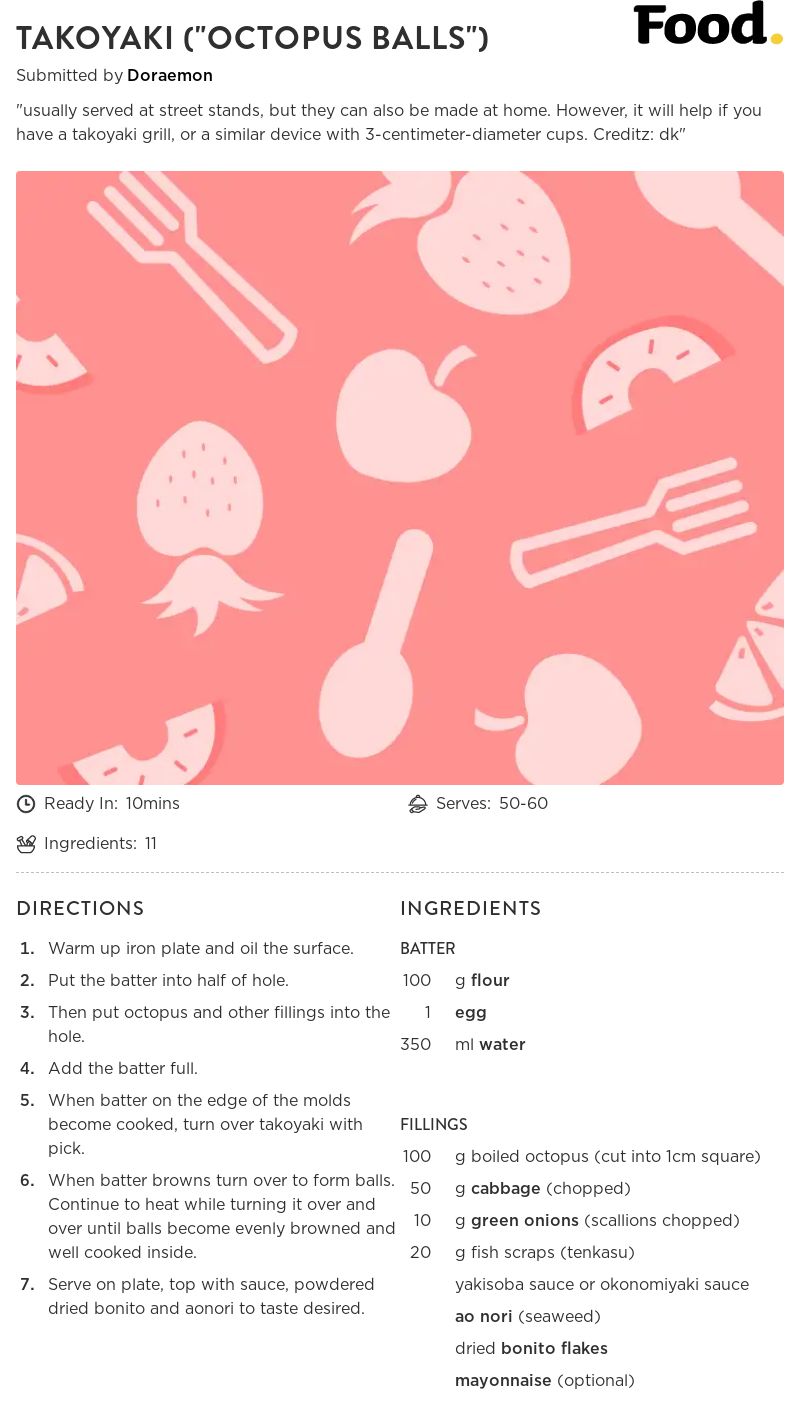 TAKOYAKI ("OCTOPUS BALLS")
Food.
Submitted by Doraemon
"usually served at street stands, but they can also be made at home. However, it will help if you
have a takoyaki grill, or a similar device with 3-centimeter-diameter cups. Creditz: dk"
Ready In: 10mins
Serves: 50-60
Ingredients: 11
DIRECTIONS
1. Warm up iron plate and oil the surface.
2. Put the batter into half of hole.
3. Then put octopus and other fillings into the
hole.
4. Add the batter full.
5. When batter on the edge of the molds
become cooked, turn over takoyaki with
pick.
6. When batter browns turn over to form balls.
Continue to heat while turning it over and
over until balls become evenly browned and
well cooked inside.
7. Serve on plate, top with sauce, powdered
dried bonito and aonori to taste desired.
INGREDIENTS
BATTER
100 g flour
1 egg
350 ml water
FILLINGS
100 g boiled octopus (cut into 1cm square)
50 g cabbage (chopped)
10 g green onions (scallions chopped)
20 g fish scraps (tenkasu)
yakisoba sauce or okonomiyaki sauce
ao nori (seaweed)
dried bonito flakes
mayonnaise (optional)